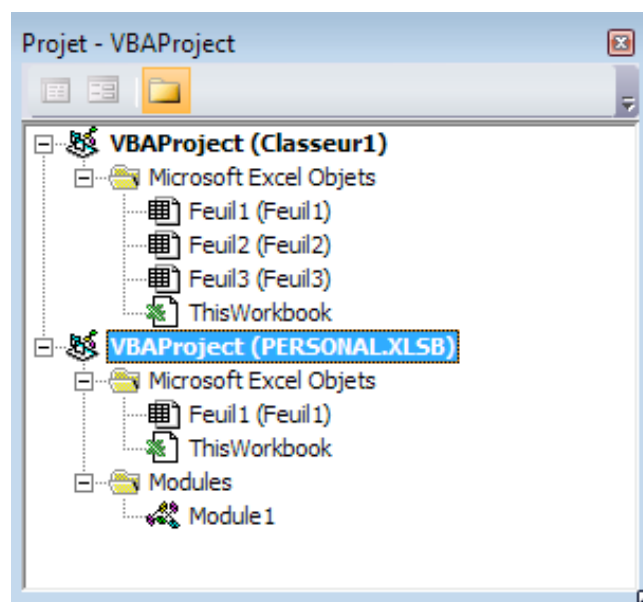 Projet - VBAProject
VBAProject (Classeur1)
Microsoft Excel Objets
Feuil1 (Feuil1)
Feuil2 (Feuil2)
Feuil3 (Feuil3)
ThisWorkbook
VBAProject (PERSONAL.XLSB)
Microsoft Excel Objets
Feuil1 (Feuil1)
ThisWorkbook
Modules
Module1